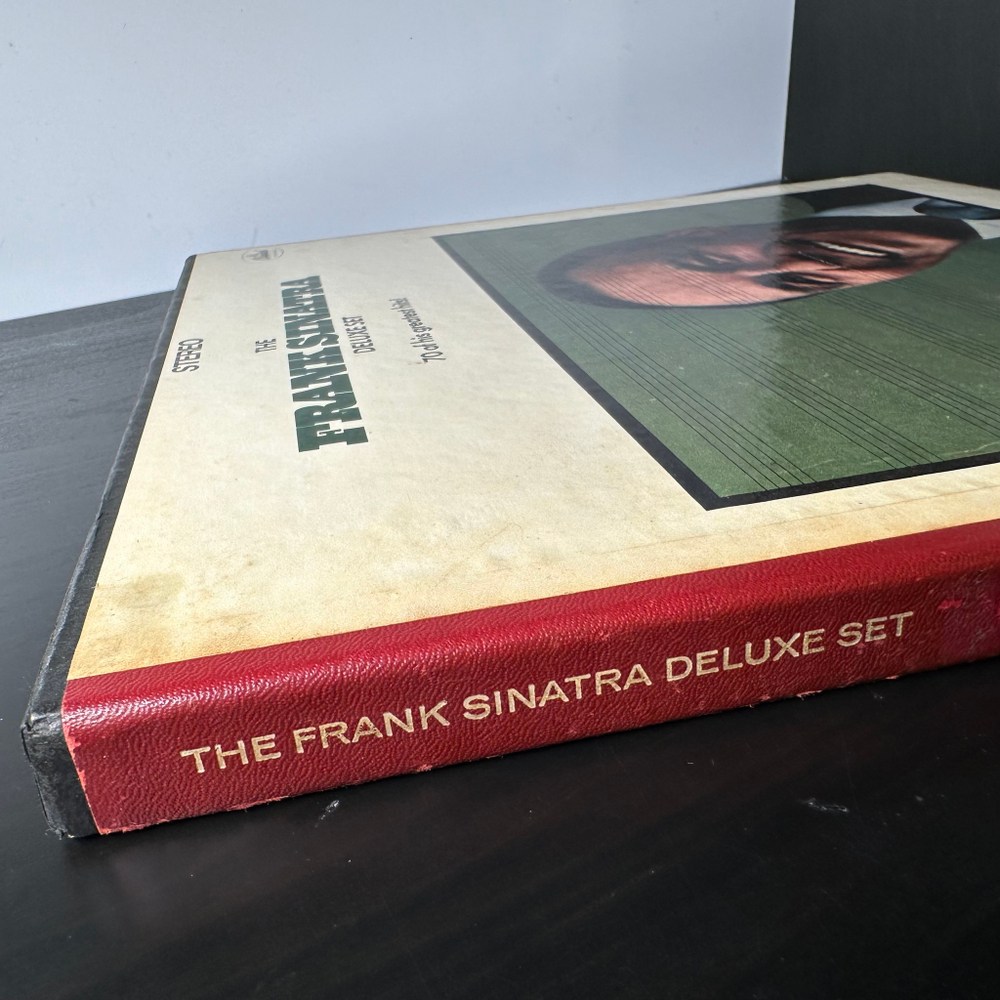 STEREO
THE
FRANK SINATRA
DELUXE SET
70 of his greatest hits!
THE FRANK SINATRA DELUXE SET